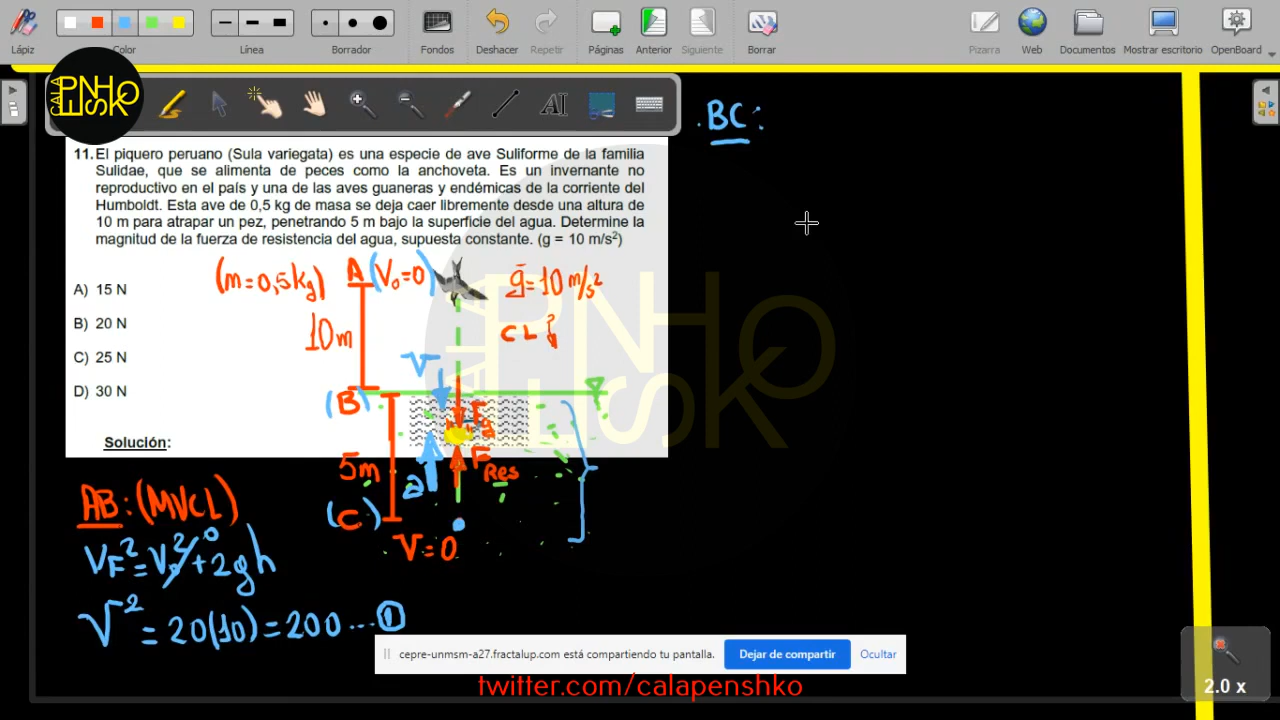 Lápiz
Color
Línea
Borrador
Fondos
Deshacer
Repetir
Páginas
Anterior
Siguiente
Borrar
Pizarra
Web
Documentos
Mostrar escritorio
OpenBoard
CALA
PENHO
ESK
AI
. BC:
11. El piquero peruano (Sula variegata) es una especie de ave Suliforme de la familia
Sulidae, que se alimenta de peces como la anchoveta. Es un invernante no
reproductivo en el país y una de las aves guaneras y endémicas de la corriente del
Humboldt. Esta ave de 0,5 kg de masa se deja caer libremente desde una altura de
10 m para atrapar un pez, penetrando 5 m bajo la superficie del agua. Determine la
magnitud de la fuerza de resistencia del agua, supuesta constante. (g = 10 m/s²)
(m=0,5kg) A (V₀=0) g=10 m/s²
A) 15 N
B) 20 N
C) 25 N
D) 30 N
10m
CL
V
(B)
Fg
F Res
5m
a
(C)
V=0
Solución:
AB: (MVCL)
VF²=V₀²+2gh
0
V²=20(10)=200...①
cepre-unmsm-a27.fractalup.com está compartiendo tu pantalla.
Dejar de compartir
Ocultar
twitter.com/calapenshko
2.0 x